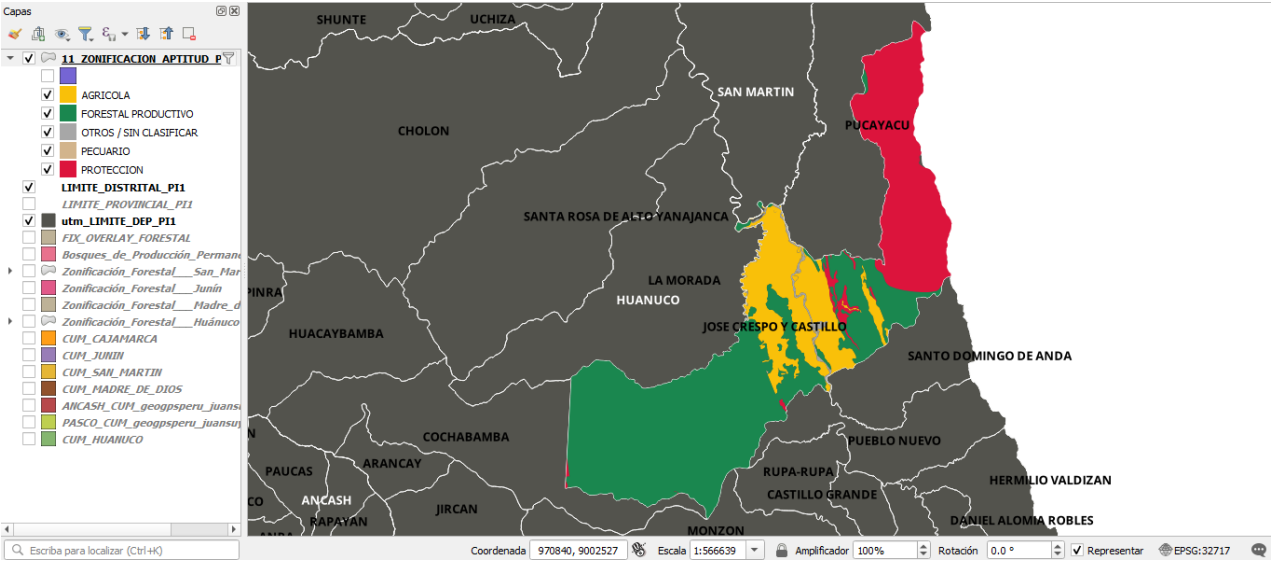 Capas
11_ZONIFICACION_APTITUD_P
AGRICOLA
FORESTAL PRODUCTIVO
OTROS / SIN CLASIFICAR
PECUARIO
PROTECCION
LIMITE_DISTRITAL_PI1
LIMITE_PROVINCIAL_PI1
utm_LIMITE_DEP_PI1
FIX_OVERLAY_FORESTAL
Bosques_de_Producción_Permane
Zonificación_Forestal___San_Mar
Zonificación_Forestal___Junín
Zonificación_Forestal___Madre_d
Zonificación_Forestal___Huánuco
CUM_CAJAMARCA
CUM_JUNIN
CUM_SAN_MARTIN
CUM_MADRE_DE_DIOS
ANCASH_CUM_geogpsperu_juansu
PASCO_CUM_geogpsperu_juansuy
CUM_HUANUCO
SHUNTE
UCHIZA
SAN MARTIN
CHOLON
PUCAYACU
SANTA ROSA DE ALTO YANAJANCA
LA MORADA
PINRA
HUANUCO
HUACAYBAMBA
JOSE CRESPO Y CASTILLO
SANTO DOMINGO DE ANDA
COCHABAMBA
PUEBLO NUEVO
ARANCAY
PAUCAS
RUPA-RUPA
HERMILIO VALDIZAN
CASTILLO GRANDE
ANCASH
JIRCAN
RAPAYAN
DANIEL ALOMIA ROBLES
MONZON
Escriba para localizar (Ctrl+K)
Coordenada 970840, 9002527 Escala 1:566639 Amplificador 100% Rotación 0.0 ° Representar EPSG:32717